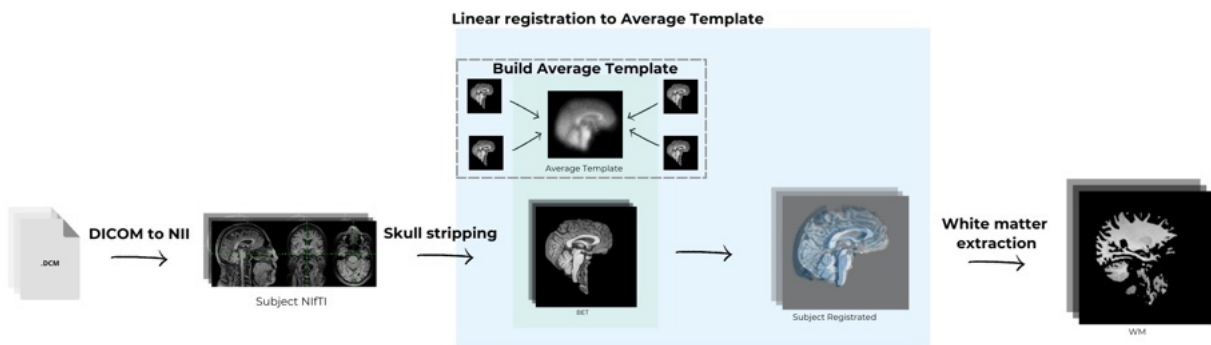 Linear registration to Average Template
Build Average Template
Average Template
DICOM to NII
.DCM
Subject NIfTI
Skull stripping
BET
Subject Registered
White matter
extraction
WM